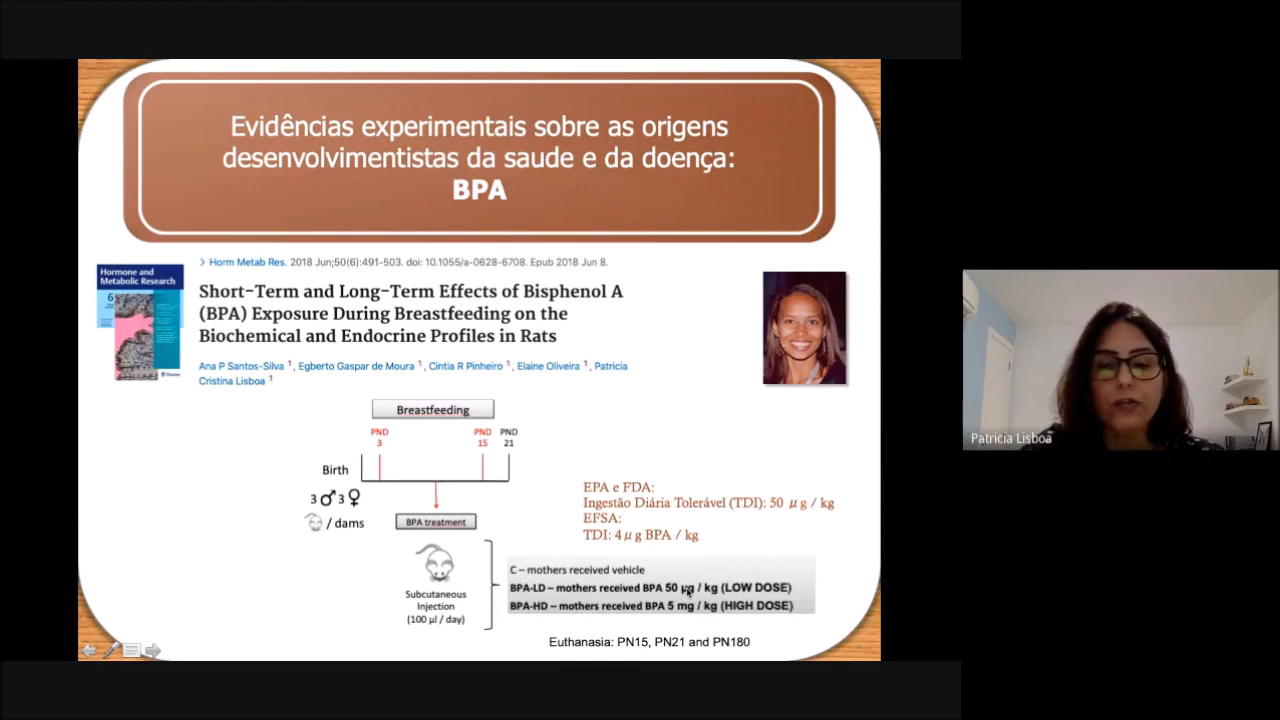 Evidências experimentais sobre as origens
desenvolvimentistas da saude e da doença:
BPA
Hormone and
Metabolic Research
6
> Horm Metab Res. 2018 Jun;50(6):491-503. doi: 10.1055/a-0628-6708. Epub 2018 Jun 8.
Short-Term and Long-Term Effects of Bisphenol A
(BPA) Exposure During Breastfeeding on the
Biochemical and Endocrine Profiles in Rats
Ana P Santos-Silva 1, Egberto Gaspar de Moura 1, Cintia R Pinheiro 1, Elaine Oliveira 1, Patricia
Cristina Lisboa 1
Breastfeeding
PND
3
PND
15
PND
21
Birth
3 ♂ 3 ♀
/ dams
BPA treatment
Subcutaneous
Injection
(100 µl / day)
EPA e FDA:
Ingestão Diária Tolerável (TDI): 50 µg / kg
EFSA:
TDI: 4µg BPA / kg
C – mothers received vehicle
BPA-LD – mothers received BPA 50 µg / kg (LOW DOSE)
BPA-HD – mothers received BPA 5 mg / kg (HIGH DOSE)
Euthanasia: PN15, PN21 and PN180
Patricia Lisboa